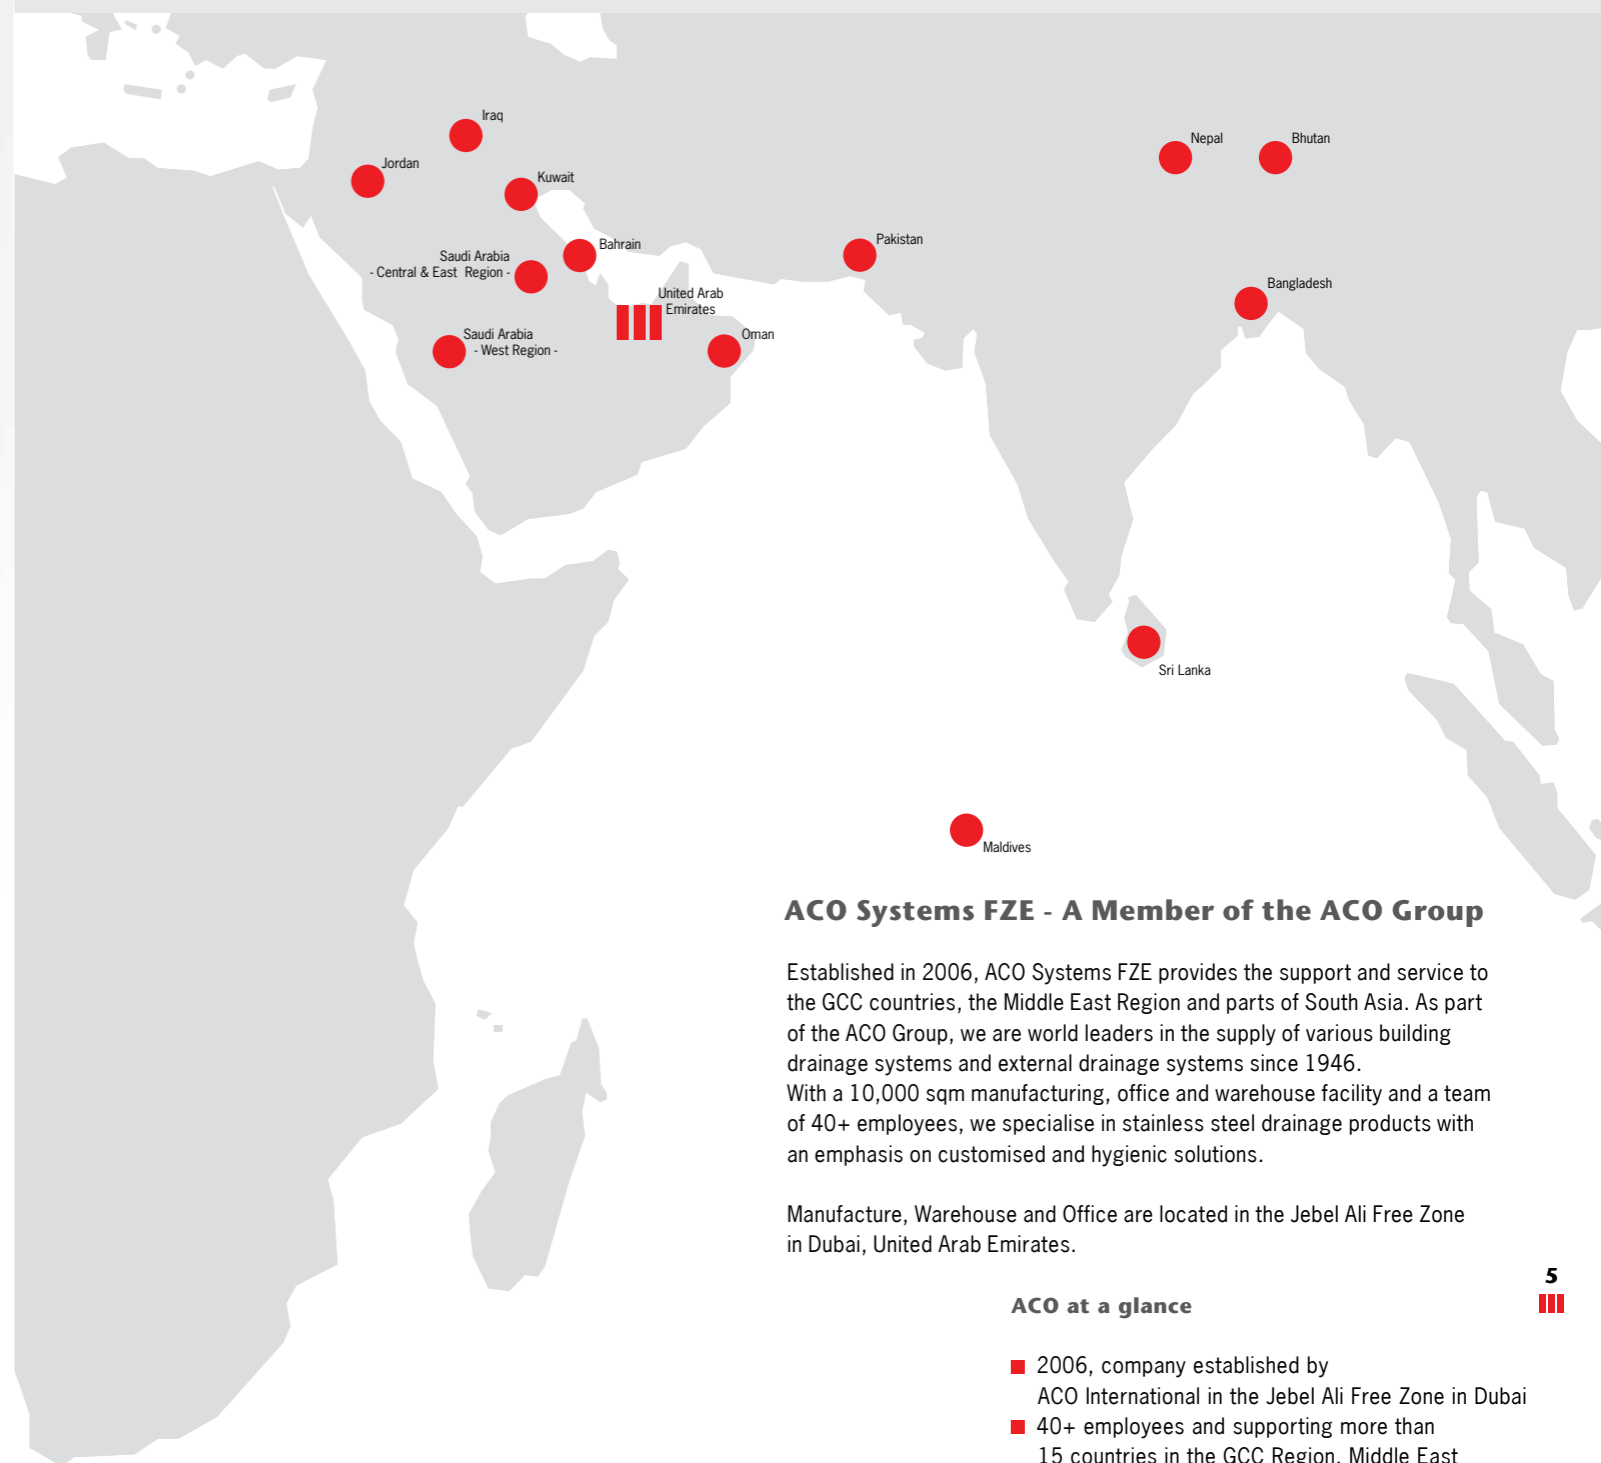 Iraq
Nepal
Bhutan
Jordan
Kuwait
Pakistan
Bahrain
Saudi Arabia
- Central & East  Region -
Bangladesh
United Arab
Emirates
Saudi Arabia
- West Region -
Oman
Sri Lanka
Maldives
ACO Systems FZE - A Member of the ACO Group
Established in 2006, ACO Systems FZE provides the support and service to
the GCC countries, the Middle East Region and parts of South Asia. As part
of the ACO Group, we are world leaders in the supply of various building
drainage systems and external drainage systems since 1946.
With a 10,000 sqm manufacturing, office and warehouse facility and a team
of 40+ employees, we specialise in stainless steel drainage products with
an emphasis on customised and hygienic solutions.
Manufacture, Warehouse and Office are located in the Jebel Ali Free Zone
in Dubai, United Arab Emirates.
5
ACO at a glance
2006, company established by
ACO International in the Jebel Ali Free Zone in Dubai
40+ employees and supporting more than
15 countries in the GCC Region, Middle East